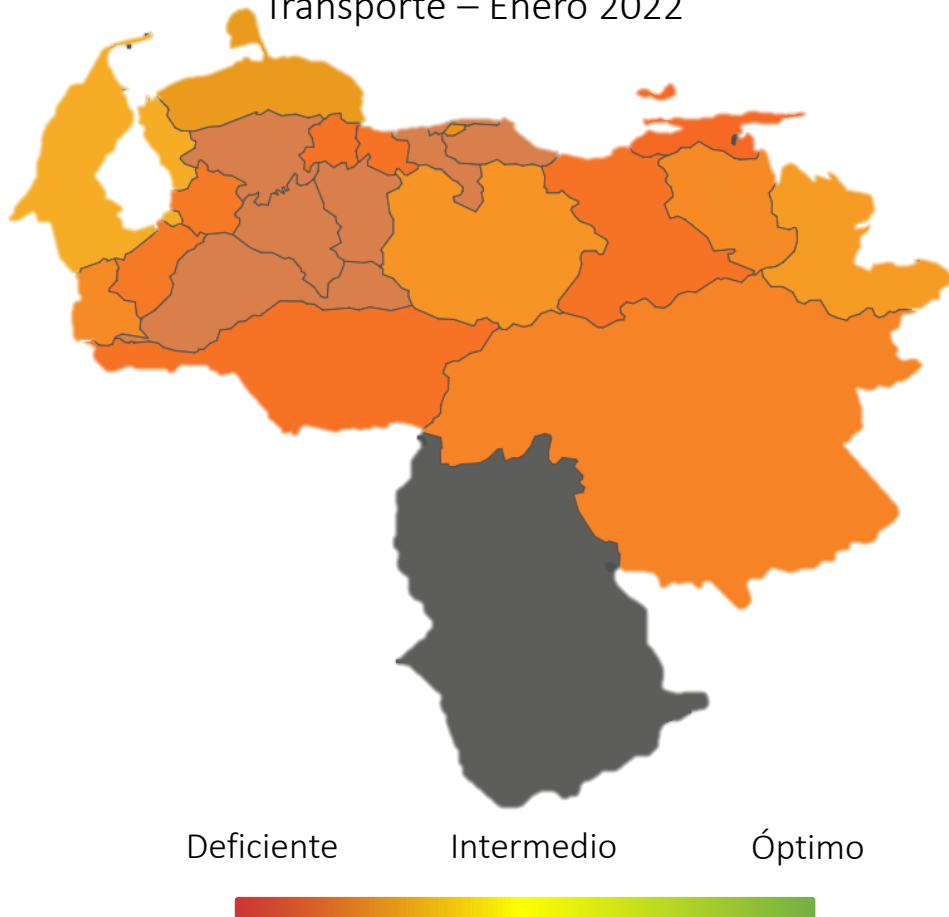 Transporte – Enero 2022
Deficiente Intermedio Óptimo